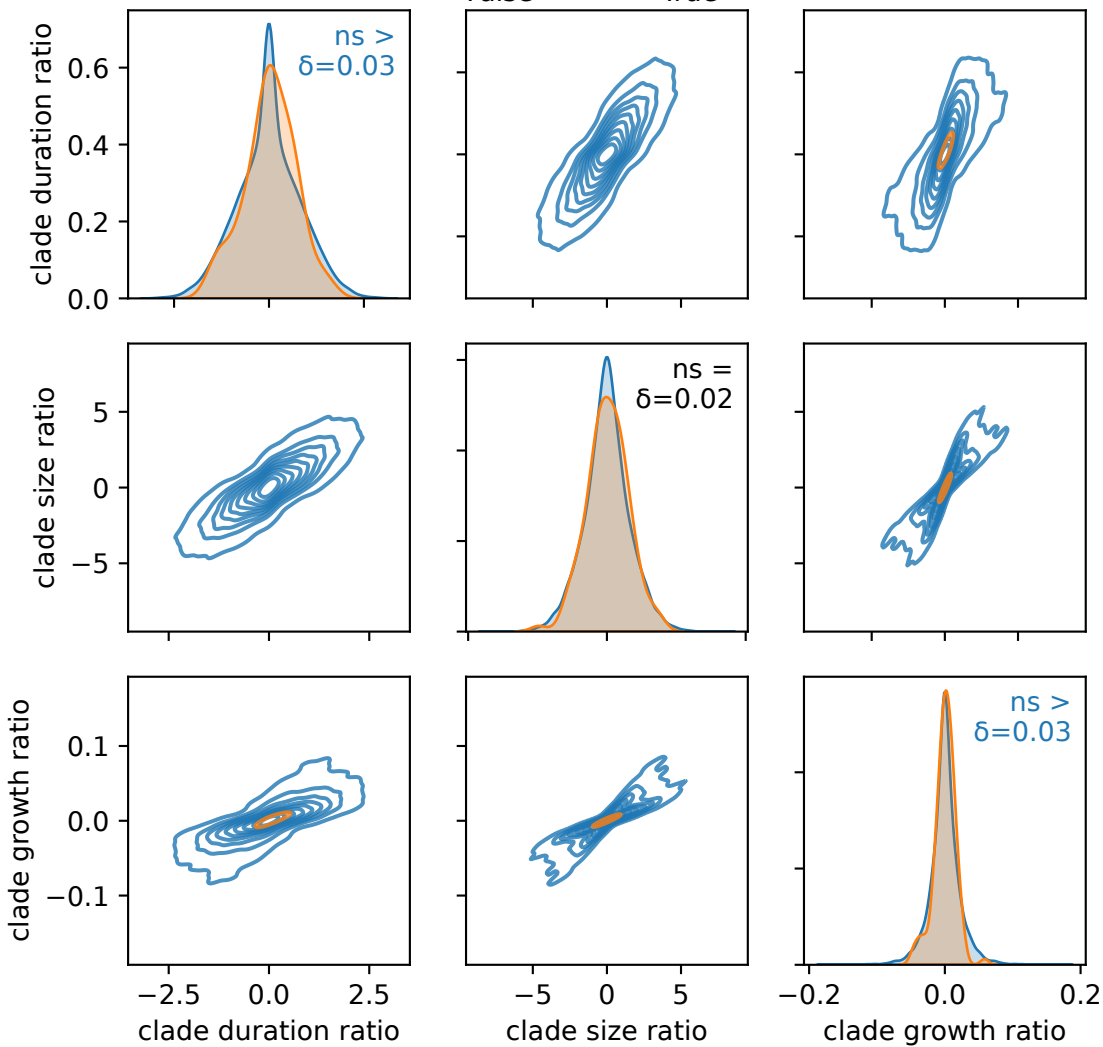 clade duration ratio
0.6
0.4
0.2
0.0
ns >
δ=0.03
clade size ratio
5
0
−5
ns =
δ=0.02
−5
0
5
clade growth ratio
0.1
0.0
−0.1
ns >
δ=0.03
−2.5
0.0
2.5
−5
0
5
−0.2
0.0
0.2
clade duration ratio
clade size ratio
clade growth ratio